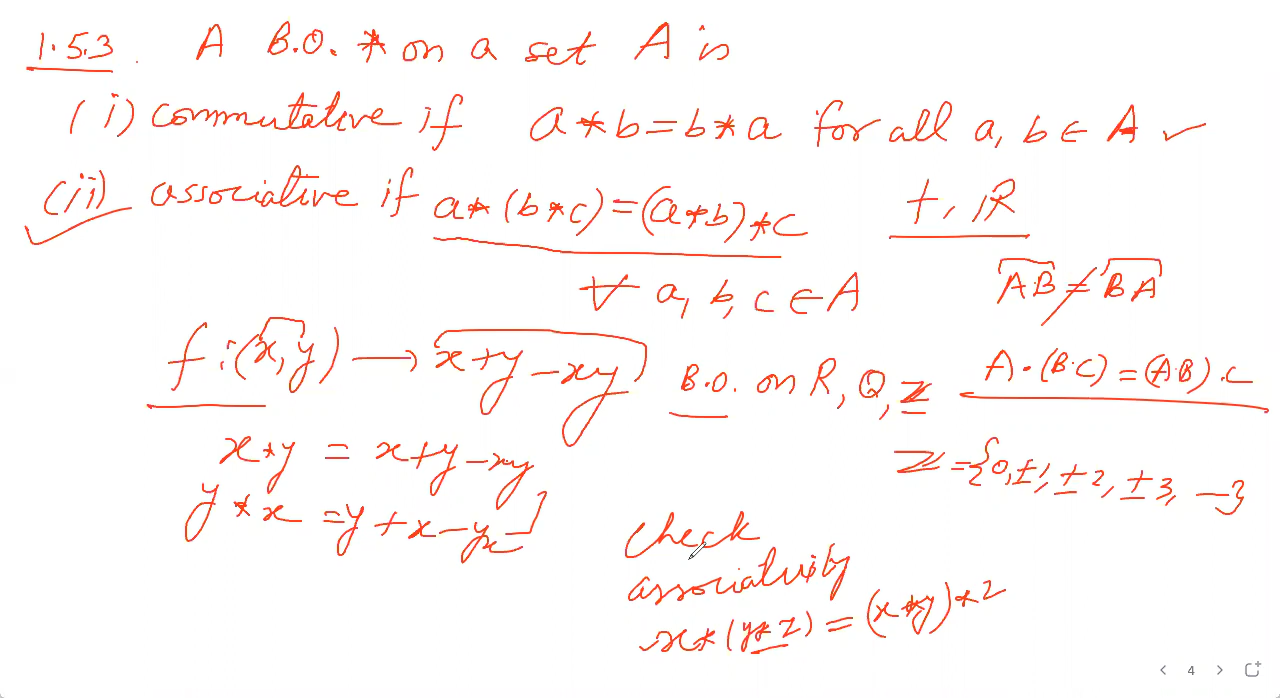 1.5.3. A B.O. * on a set A is
(i) commutative if a*b=b*a for all a, b ∈ A ✓
(ii) associative if a*(b*c)=(a*b)*c
+, R
∀ a, b, c ∈ A
AB ≠ BA
f:(x,y) → x+y-xy B.O. on R, Q, Z
A·(B·C)=(A·B)·C
x*y = x+y-xy
Z={0,±1,±2,±3,—}
y*x =y+x-yx
check
associativity
x*(y*z)=(x*y)*z
4